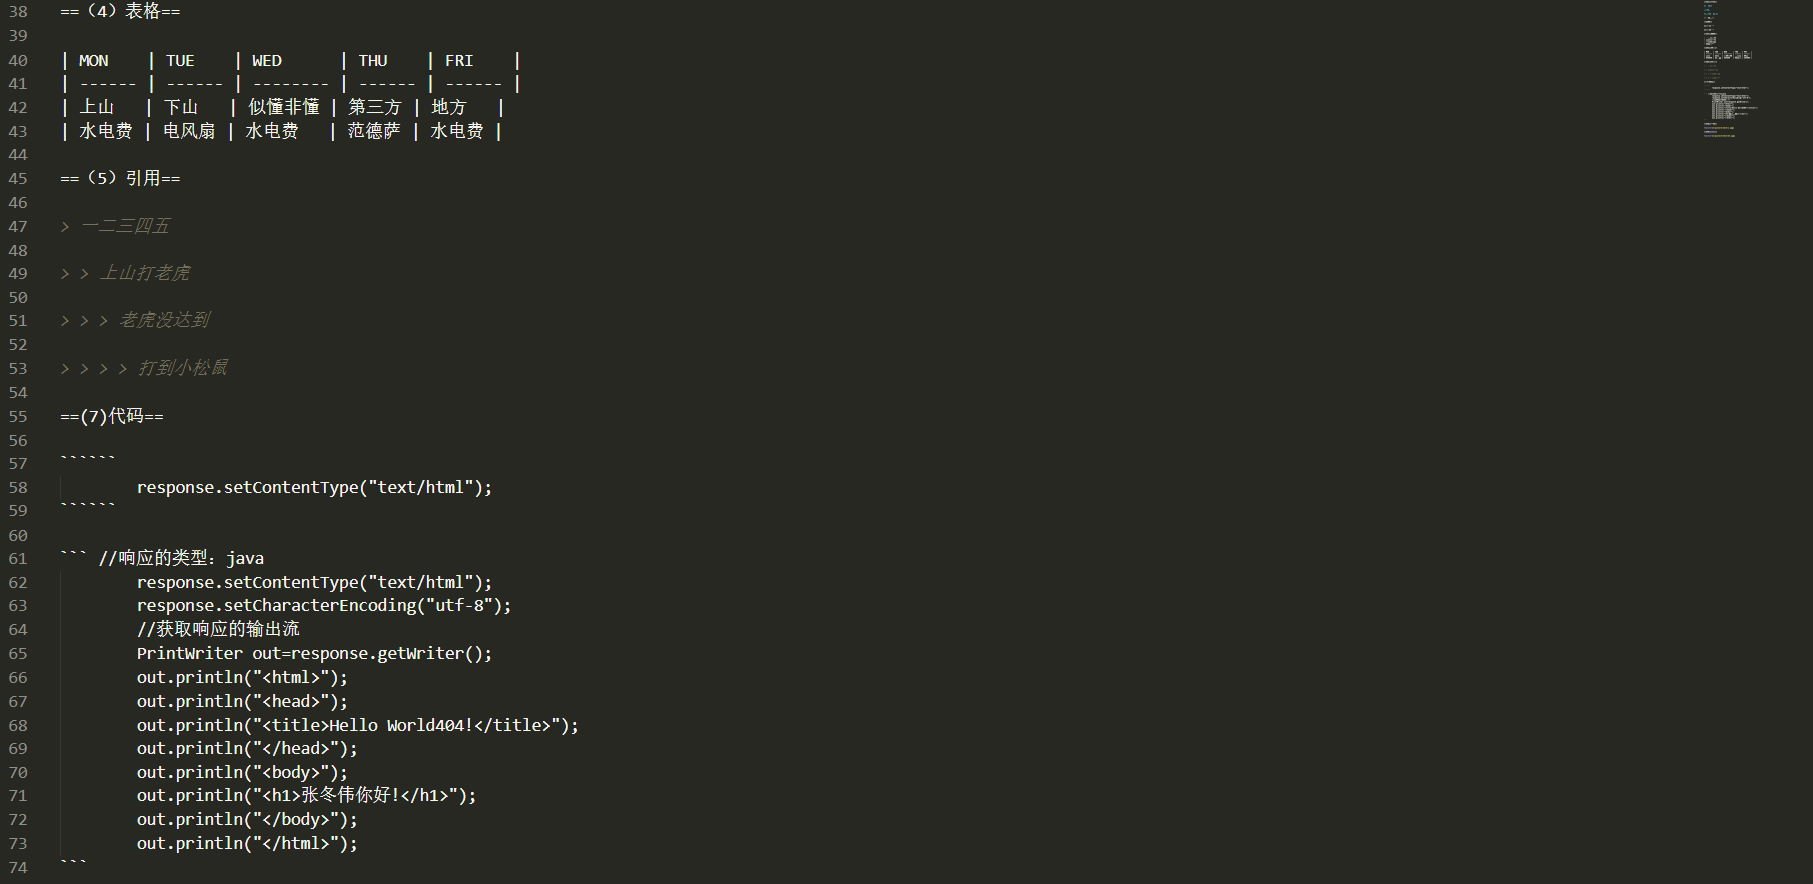 38 ==（4）表格==
39
40 | MON    | TUE    | WED      | THU    | FRI    |
41 | ------ | ------ | -------- | ------ | ------ |
42 | 上山   | 下山   | 似懂非懂 | 第三方 | 地方   |
43 | 水电费 | 电风扇 | 水电费   | 范德萨 | 水电费 |
44
45 ==（5）引用==
46
47 > 一二三四五
48
49 > > 上山打老虎
50
51 > > > 老虎没达到
52
53 > > > > 打到小松鼠
54
55 ==(7)代码==
56
57 ``````
58         response.setContentType("text/html");
59 ``````
60
61 ``` //响应的类型：java
62         response.setContentType("text/html");
63         response.setCharacterEncoding("utf-8");
64         //获取响应的输出流
65         PrintWriter out=response.getWriter();
66         out.println("<html>");
67         out.println("<head>");
68         out.println("<title>Hello World404!</title>");
69         out.println("</head>");
70         out.println("<body>");
71         out.println("<h1>张冬伟你好!</h1>");
72         out.println("</body>");
73         out.println("</html>");
74 ```